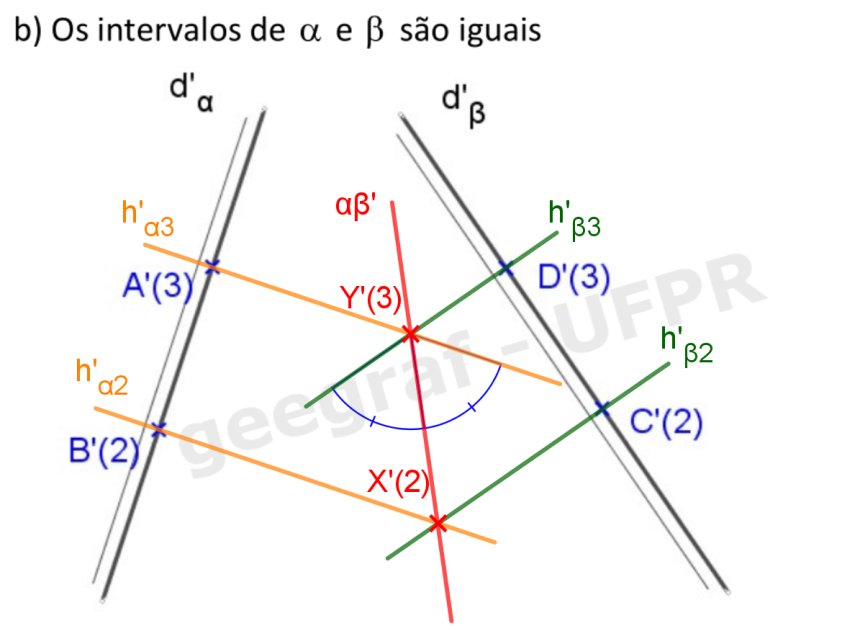 b) Os intervalos de α e β são iguais
d'α
d'β
αβ'
h'α3
h'β3
A'(3)
Y'(3)
D'(3)
h'α2
h'β2
B'(2)
X'(2)
C'(2)
geegraf - UFPR